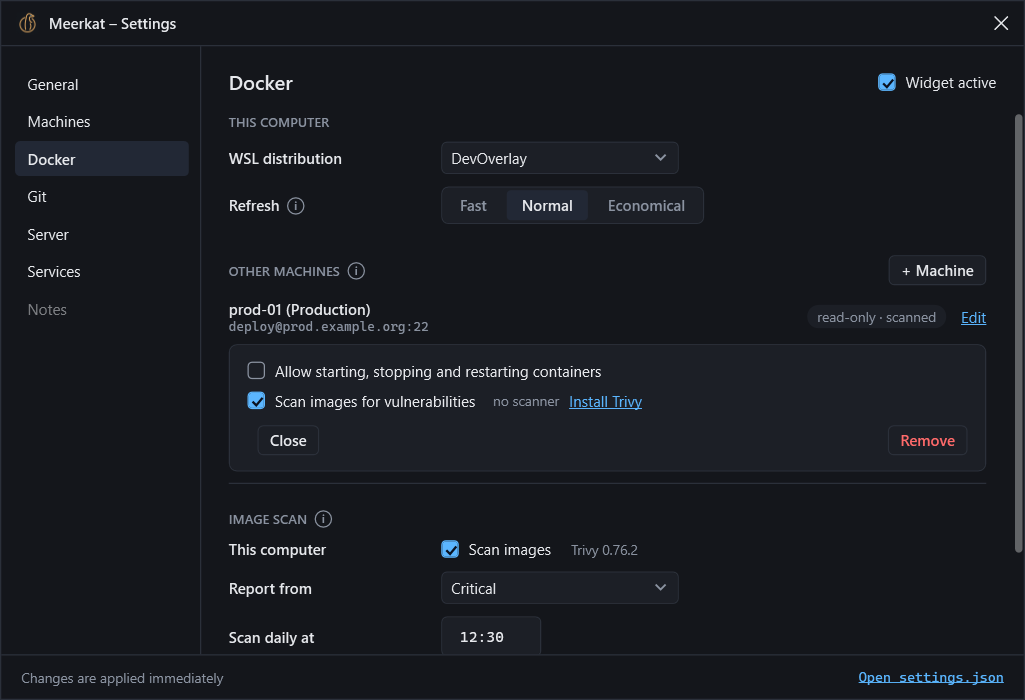 Meerkat – Settings
General
Machines
Docker
Git
Server
Services
Notes
Docker
Widget active
THIS COMPUTER
WSL distribution
DevOverlay
Refresh
Fast
Normal
Economical
OTHER MACHINES
+ Machine
prod-01 (Production)
deploy@prod.example.org:22
read-only · scanned
Edit
Allow starting, stopping and restarting containers
Scan images for vulnerabilities no scanner Install Trivy
Close
Remove
IMAGE SCAN
This computer
Scan images Trivy 0.76.2
Report from
Critical
Scan daily at
12:30
Changes are applied immediately
Open settings.json